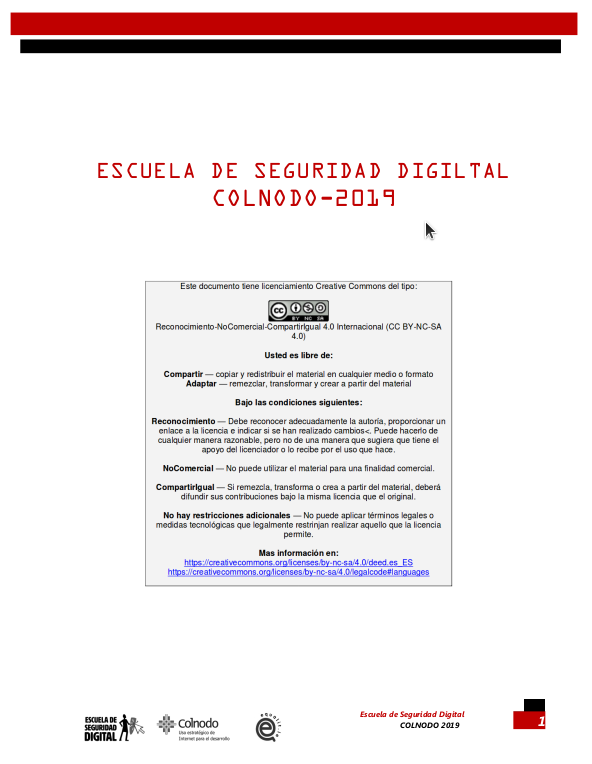 ESCUELA DE SEGURIDAD DIGILTAL
COLNODO-2019
Este documento tiene licenciamiento Creative Commons del tipo:
cc
BY NC SA
Reconocimiento-NoComercial-CompartirIgual 4.0 Internacional (CC BY-NC-SA
4.0)
Usted es libre de:
Compartir — copiar y redistribuir el material en cualquier medio o formato
Adaptar — remezclar, transformar y crear a partir del material
Bajo las condiciones siguientes:
Reconocimiento — Debe reconocer adecuadamente la autoría, proporcionar un
enlace a la licencia e indicar si se han realizado cambios<. Puede hacerlo de
cualquier manera razonable, pero no de una manera que sugiera que tiene el
apoyo del licenciador o lo recibe por el uso que hace.
NoComercial — No puede utilizar el material para una finalidad comercial.
CompartirIgual — Si remezcla, transforma o crea a partir del material, deberá
difundir sus contribuciones bajo la misma licencia que el original.
No hay restricciones adicionales — No puede aplicar términos legales o
medidas tecnológicas que legalmente restrinjan realizar aquello que la licencia
permite.
Mas información en:
https://creativecommons.org/licenses/by-nc-sa/4.0/deed.es_ES
https://creativecommons.org/licenses/by-nc-sa/4.0/legalcode#languages
ESCUELA DE
SEGURIDAD
DIGITAL
Colnodo
Uso estratégico de
Internet para el desarrollo
Escuela de Seguridad Digital
COLNODO 2019
1